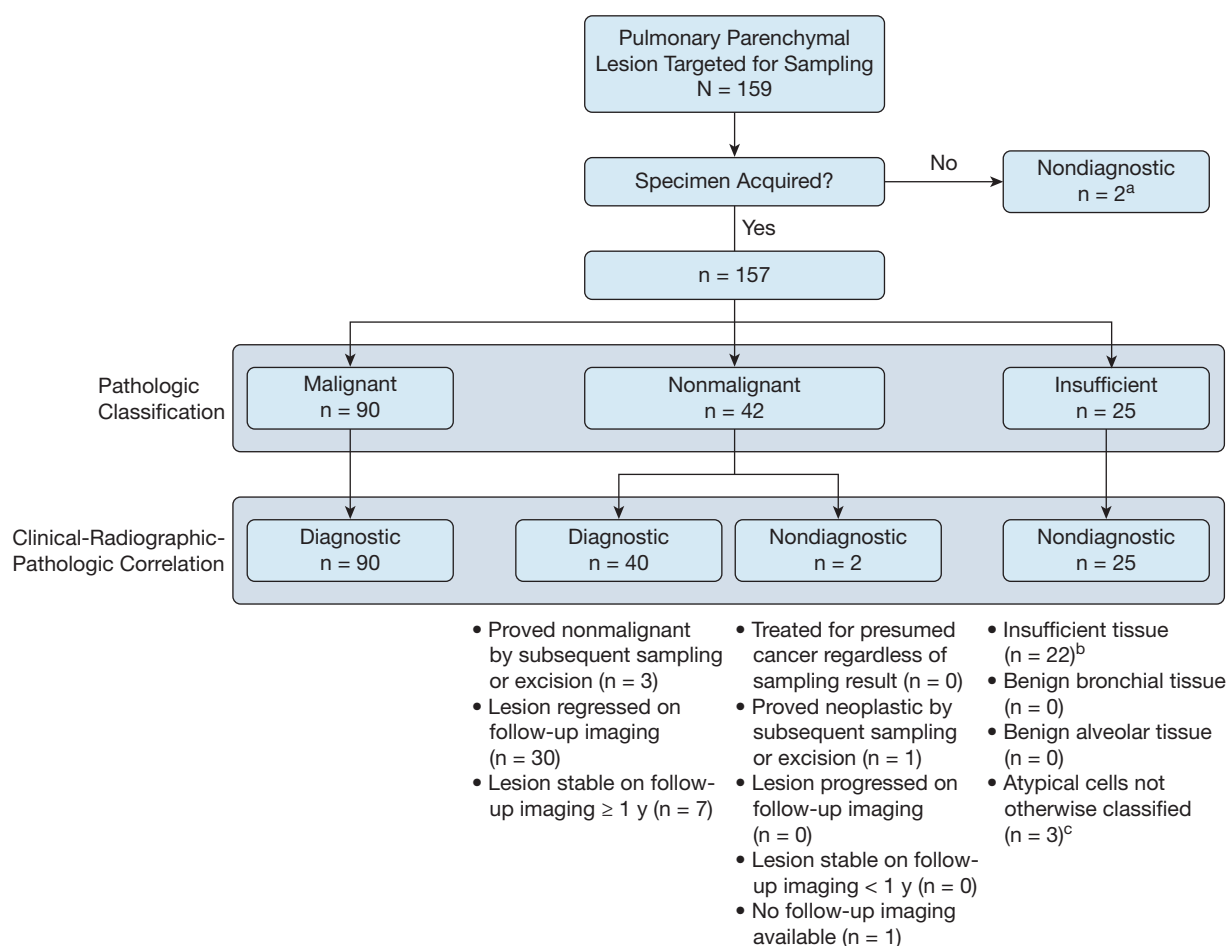 Pulmonary Parenchymal
Lesion Targeted for Sampling
N = 159
Specimen Acquired?
No
Nondiagnostic
n = 2ᵃ
Yes
n = 157
Pathologic
Classification
Malignant
n = 90
Nonmalignant
n = 42
Insufficient
n = 25
Clinical-Radiographic-
Pathologic Correlation
Diagnostic
n = 90
Diagnostic
n = 40
Nondiagnostic
n = 2
Nondiagnostic
n = 25
• Proved nonmalignant
by subsequent sampling
or excision (n = 3)
• Lesion regressed on
follow-up imaging
(n = 30)
• Lesion stable on follow-
up imaging ≥ 1 y (n = 7)
• Treated for presumed
cancer regardless of
sampling result (n = 0)
• Proved neoplastic by
subsequent sampling
or excision (n = 1)
• Lesion progressed on
follow-up imaging
(n = 0)
• Lesion stable on follow-
up imaging < 1 y (n = 0)
• No follow-up imaging
available (n = 1)
• Insufficient tissue
(n = 22)ᵇ
• Benign bronchial tissue
(n = 0)
• Benign alveolar tissue
(n = 0)
• Atypical cells not
otherwise classified
(n = 3)ᶜ